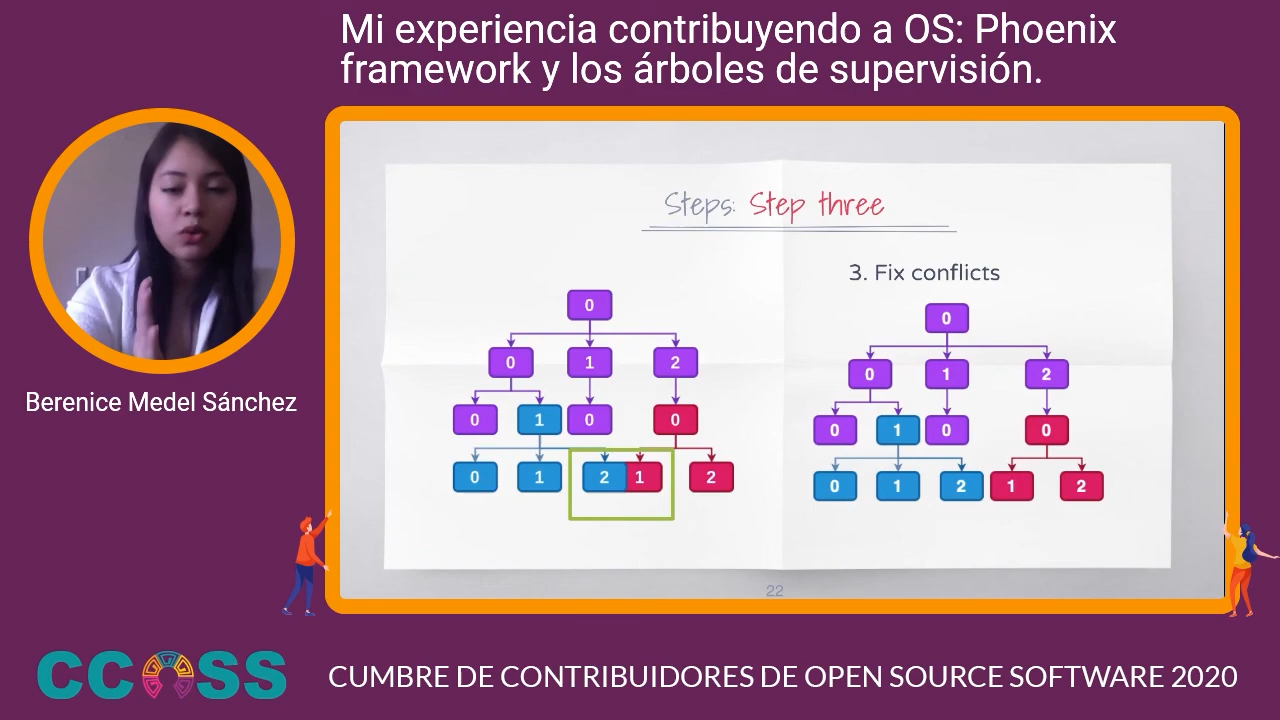 Mi experiencia contribuyendo a OS: Phoenix
framework y los árboles de supervisión.
Berenice Medel Sánchez
Steps: Step three
3. Fix conflicts
0
0 1 2
0 1 0 0
0 1 2 1 2
0
0 1 2
0 1 0 0
0 1 2 1 2
22
CCOSS
CUMBRE DE CONTRIBUIDORES DE OPEN SOURCE SOFTWARE 2020